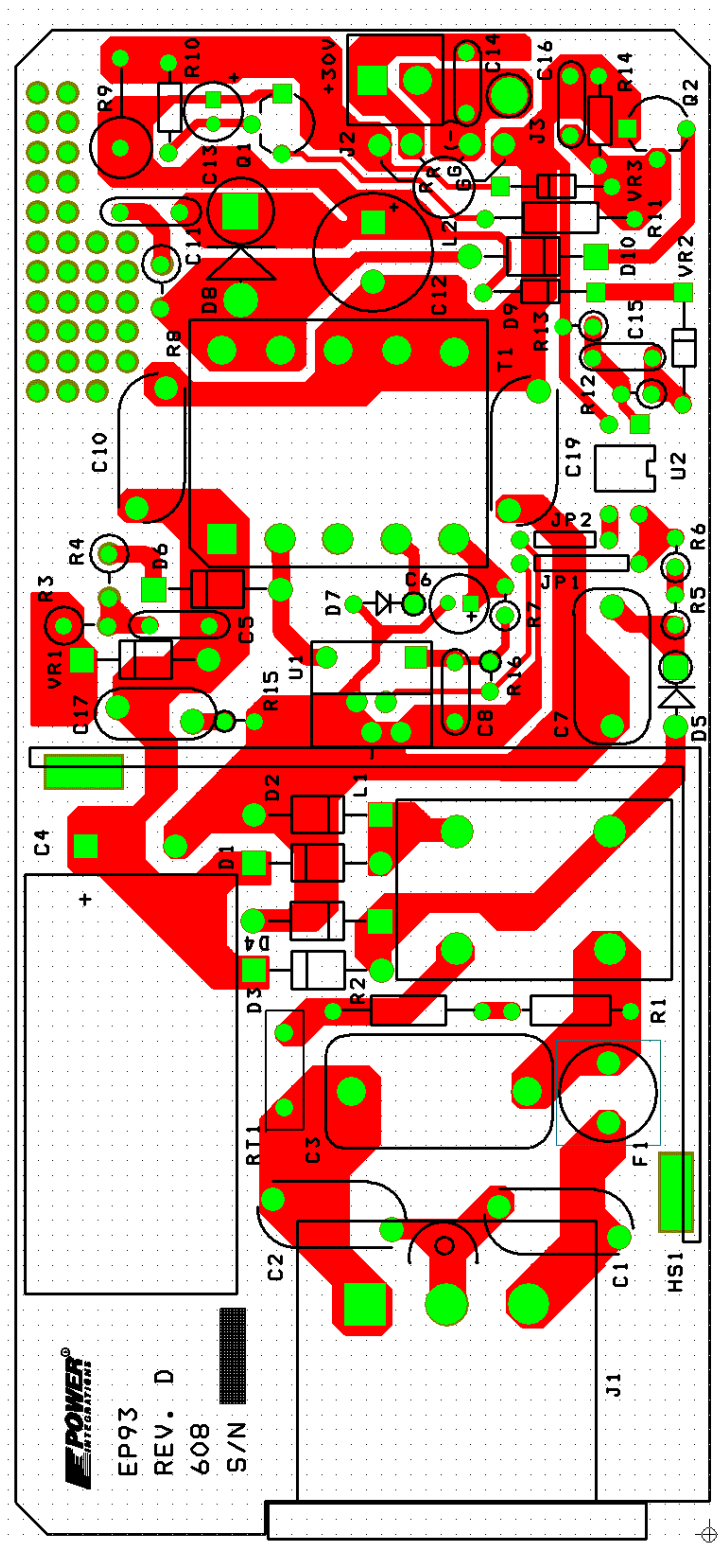 R10
R9
C13
Q1
+30V
J2
C14
C16
J3
R14
Q2
VR3
R11
VR2
L2
C11
D8
R8
C12
D9
D10
R13
C15
R12
T1
U2
C10
C19
JP2
JP1
R6
R5
R4
D6
R3
VR1
C5
C17
R15
D7
C6
+
U1
R7
R16
C8
C7
D5
D2
L1
D1
C4
+
D4
D3
R2
R1
RT1
C3
F1
C2
C1
HS1
J1
POWER®
INTEGRATIONS
EP93
REV. D
608
S/N